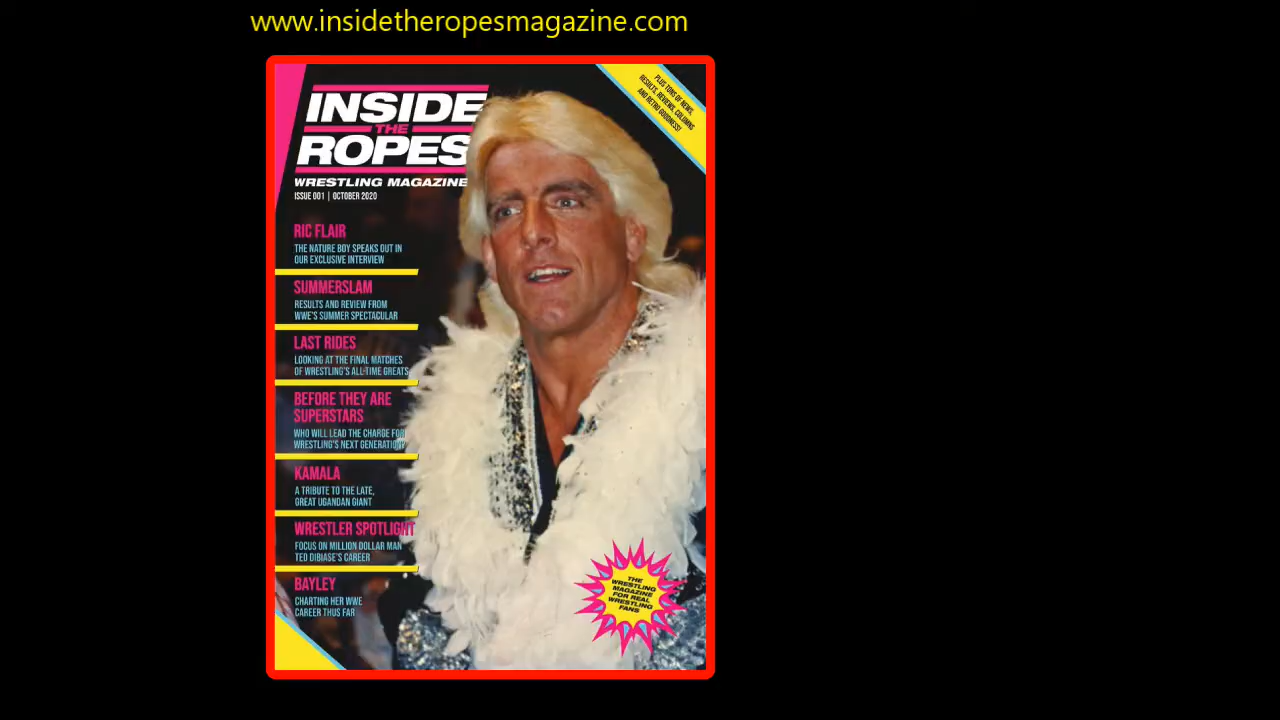 www.insidetheropesmagazine.com
PLUS TONS OF NEWS,
RESULTS, REVIEWS, COLUMNS
AND RETRO GOODNESS!
INSIDE
THE
ROPES
WRESTLING MAGAZINE
ISSUE 001 | OCTOBER 2020
RIC FLAIR
THE NATURE BOY SPEAKS OUT IN
OUR EXCLUSIVE INTERVIEW
SUMMERSLAM
RESULTS AND REVIEW FROM
WWE'S SUMMER SPECTACULAR
LAST RIDES
LOOKING AT THE FINAL MATCHES
OF WRESTLING'S ALL-TIME GREATS
BEFORE THEY ARE
SUPERSTARS
WHO WILL LEAD THE CHARGE FOR
WRESTLING'S NEXT GENERATION?
KAMALA
A TRIBUTE TO THE LATE,
GREAT UGANDAN GIANT
WRESTLER SPOTLIGHT
FOCUS ON MILLION DOLLAR MAN
TED DIBIASE'S CAREER
BAYLEY
CHARTING HER WWE
CAREER THUS FAR
THE
WRESTLING
MAGAZINE
FOR REAL
WRESTLING
FANS